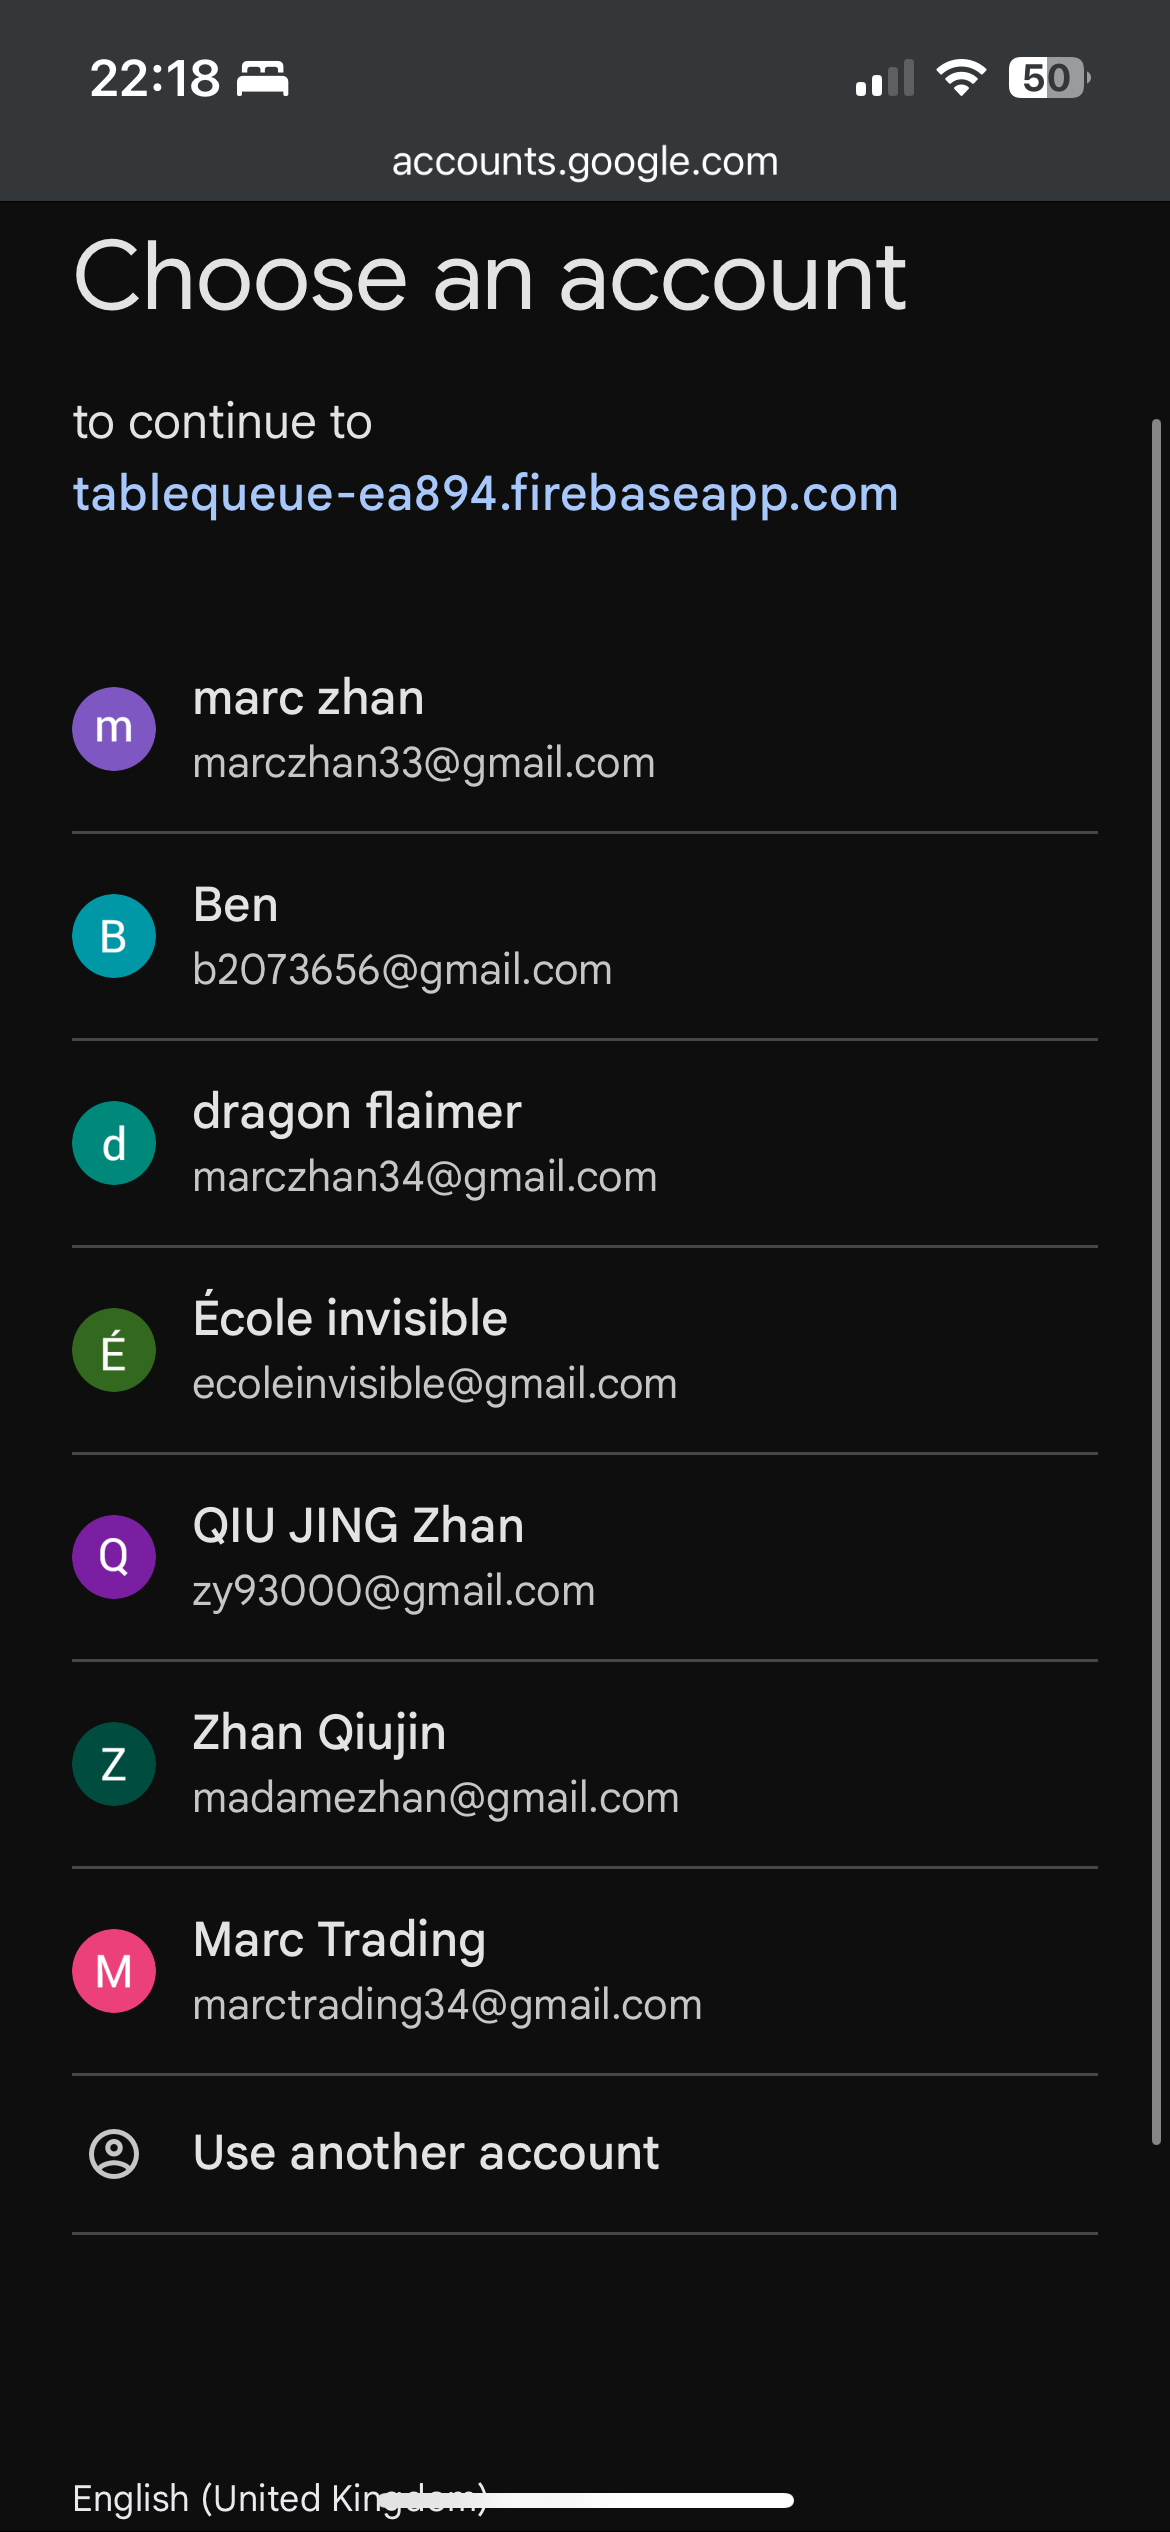 22:18
50
accounts.google.com
Choose an account
to continue to
tablequeue-ea894.firebaseapp.com
m
marc zhan
marczhan33@gmail.com
B
Ben
b2073656@gmail.com
d
dragon flaimer
marczhan34@gmail.com
É
École invisible
ecoleinvisible@gmail.com
Q
QIU JING Zhan
zy93000@gmail.com
Z
Zhan Qiujin
madamezhan@gmail.com
M
Marc Trading
marctrading34@gmail.com
Use another account
English (United Kingdom)